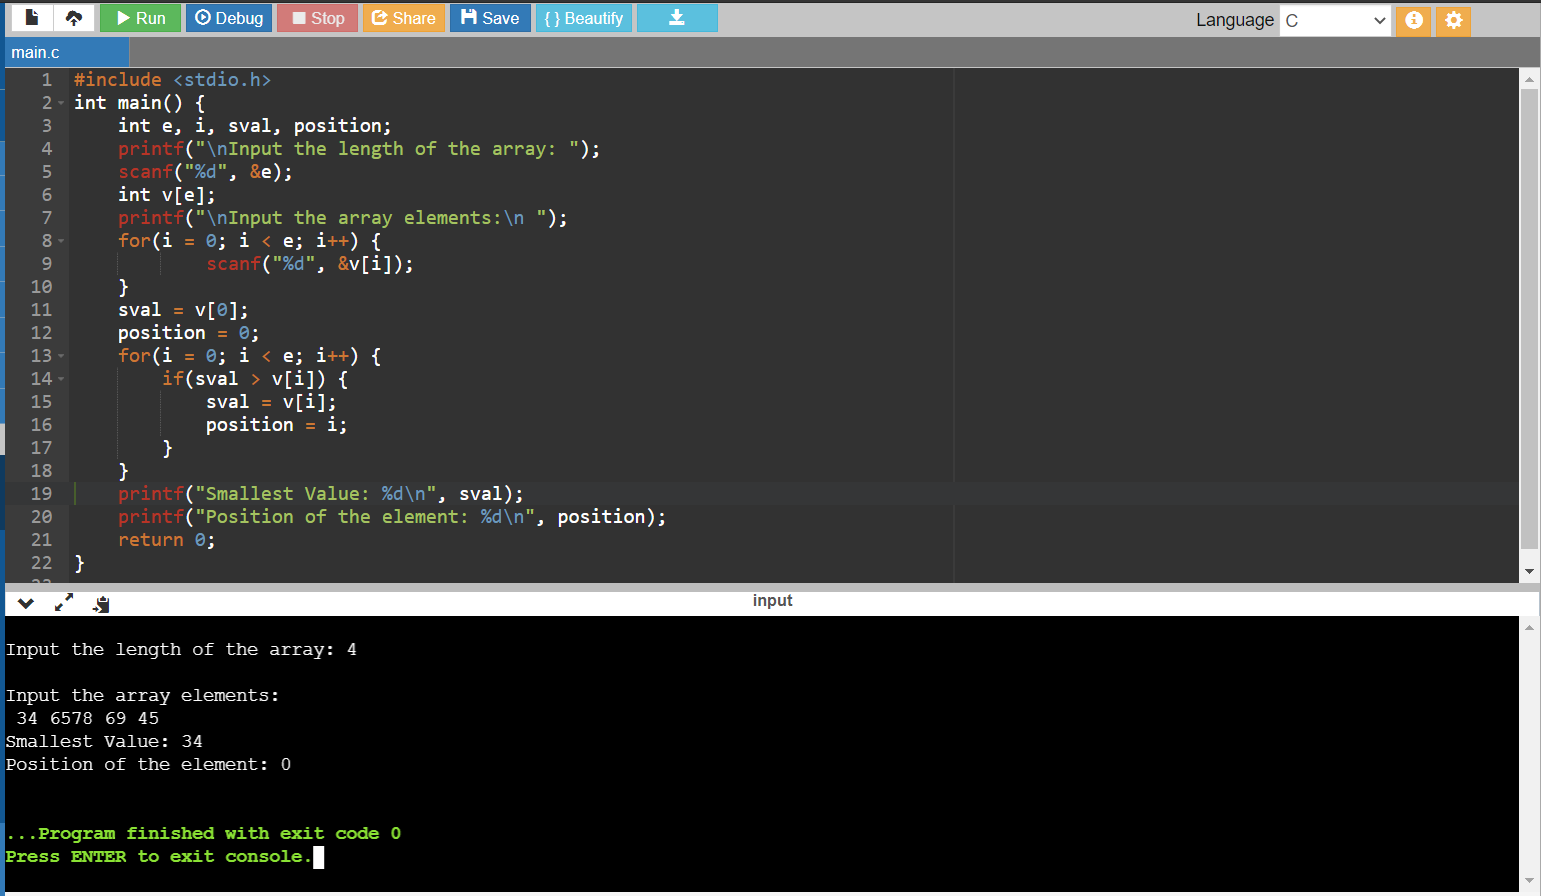 Run Debug Stop Share Save { } Beautify Language C
main.c
1 #include <stdio.h>
2 int main() {
3     int e, i, sval, position;
4     printf("\nInput the length of the array: ");
5     scanf("%d", &e);
6     int v[e];
7     printf("\nInput the array elements:\n ");
8     for(i = 0; i < e; i++) {
9             scanf("%d", &v[i]);
10     }
11     sval = v[0];
12     position = 0;
13     for(i = 0; i < e; i++) {
14         if(sval > v[i]) {
15             sval = v[i];
16             position = i;
17         }
18     }
19     printf("Smallest Value: %d\n", sval);
20     printf("Position of the element: %d\n", position);
21     return 0;
22 }
input
Input the length of the array: 4
Input the array elements:
 34 6578 69 45
Smallest Value: 34
Position of the element: 0
...Program finished with exit code 0
Press ENTER to exit console.